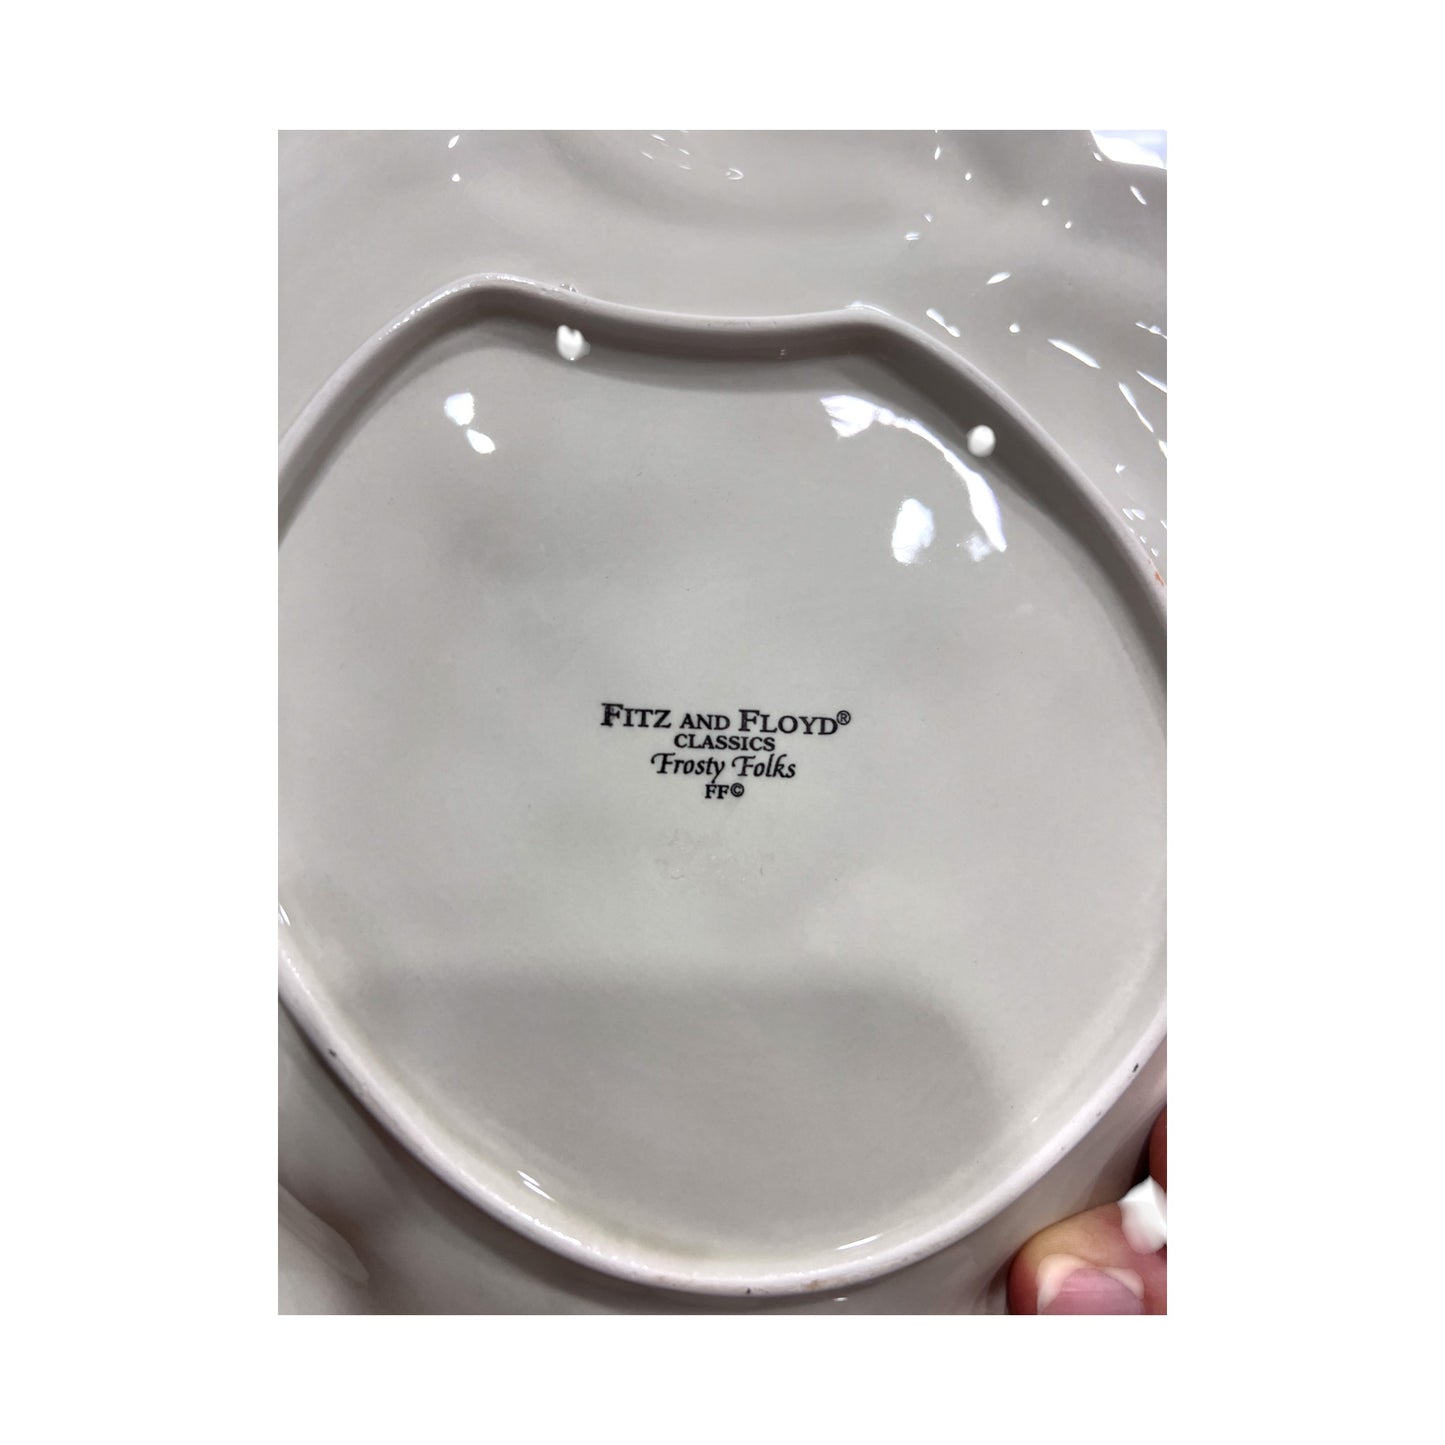 FITZ AND FLOYD®
CLASSICS
Frosty Folks
FF©